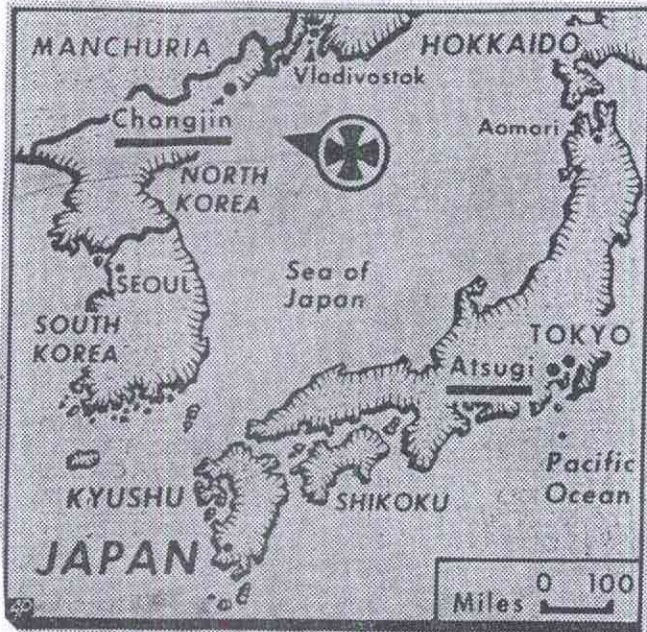 MANCHURIA
HOKKAIDO
Vladivostok
Chongjin
Aomori
NORTH
KOREA
Sea of
Japan
SEOUL
SOUTH
KOREA
TOKYO
Atsugi
Pacific
Ocean
KYUSHU
SHIKOKU
JAPAN
0 100
Miles
AP